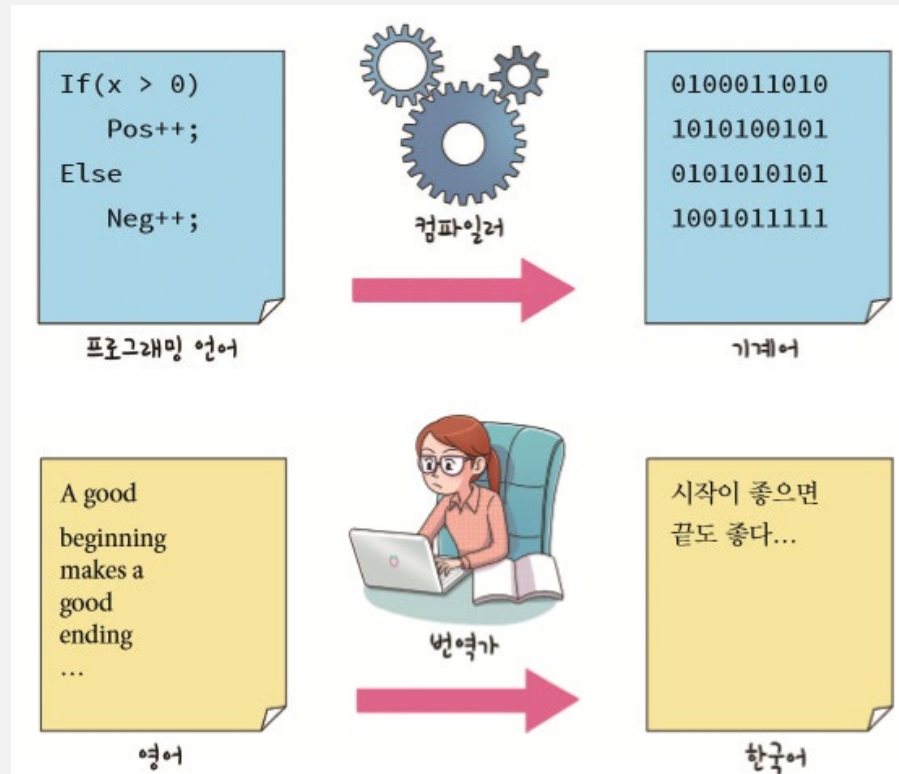 If(x > 0)
Pos++;
Else
Neg++;
프로그래밍 언어
컴파일러
0100011010
1010100101
0101010101
1001011111
기계어
A good
beginning
makes a
good
ending
...
영어
번역가
시작이 좋으면
끝도 좋다...
한국어